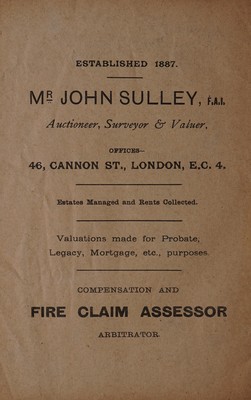 ESTABLISHED 1887.
MR JOHN SULLEY, F.A.I.
Auctioneer, Surveyor & Valuer,
OFFICES–
46, CANNON ST., LONDON, E.C. 4.
Estates Managed and Rents Collected.
Valuations made for Probate,
Legacy, Mortgage, etc., purposes.
COMPENSATION AND
FIRE CLAIM ASSESSOR
ARBITRATOR.